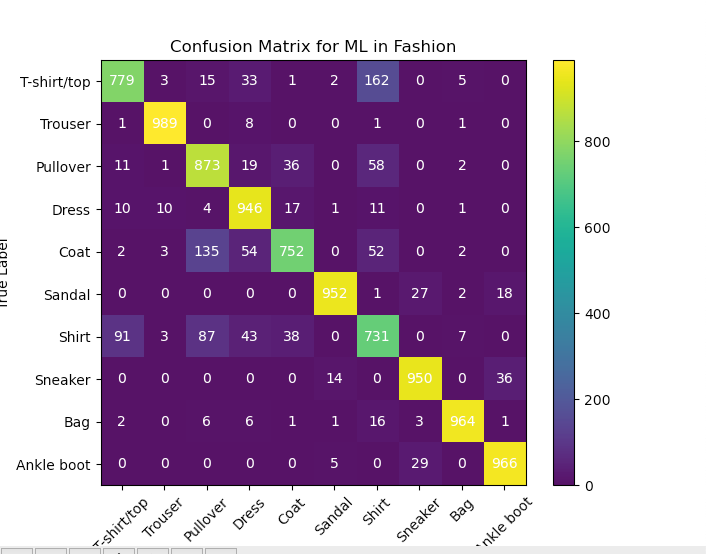 Confusion Matrix for ML in Fashion
T-shirt/top 779 3 15 33 1 2 162 0 5 0
Trouser 1 989 0 8 0 0 1 0 1 0
Pullover 11 1 873 19 36 0 58 0 2 0
Dress 10 10 4 946 17 1 11 0 1 0
Coat 2 3 135 54 752 0 52 0 2 0
Sandal 0 0 0 0 0 952 1 27 2 18
Shirt 91 3 87 43 38 0 731 0 7 0
Sneaker 0 0 0 0 0 14 0 950 0 36
Bag 2 0 6 6 1 1 16 3 964 1
Ankle boot 0 0 0 0 0 5 0 29 0 966
True Label
T-shirt/top Trouser Pullover Dress Coat Sandal Shirt Sneaker Bag Ankle boot
800
600
400
200
0